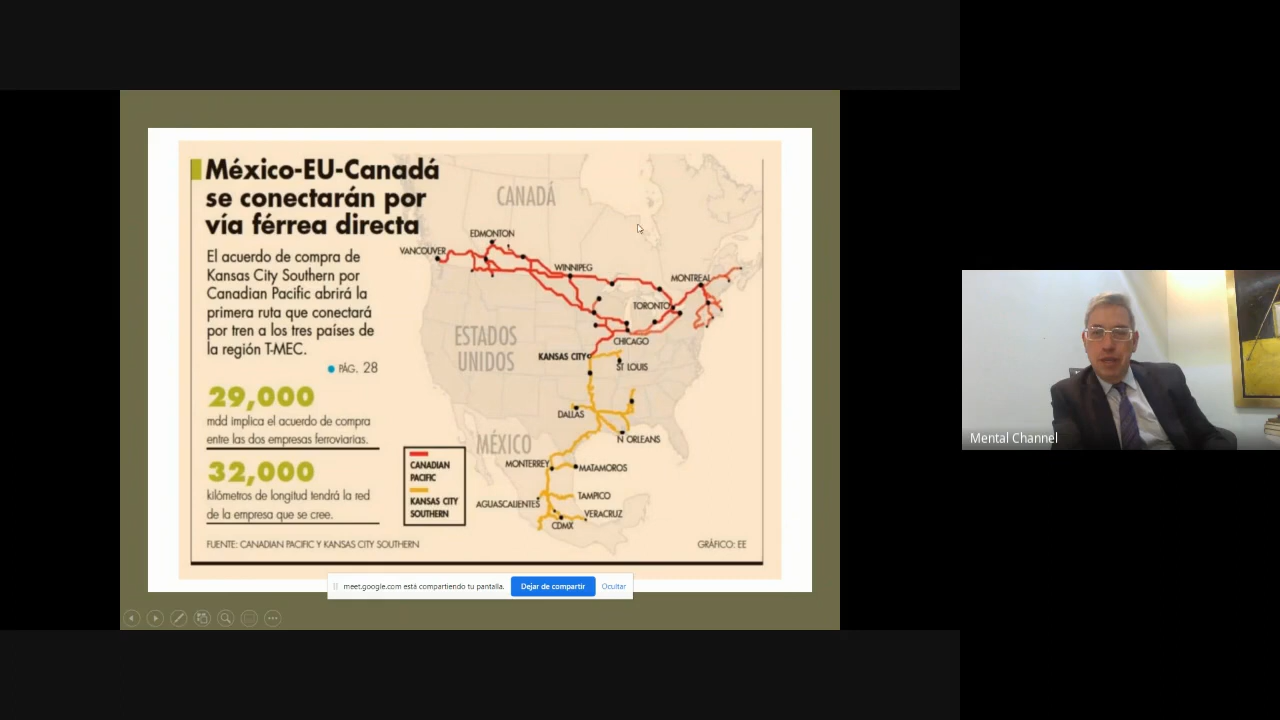 México-EU-Canadá
se conectarán por
vía férrea directa
El acuerdo de compra de
Kansas City Southern por
Canadian Pacific abrirá la
primera ruta que conectará
por tren a los tres países de
la región T-MEC.
PÁG. 28
29,000
mdd implica el acuerdo de compra
entre las dos empresas ferroviarias.
32,000
kilómetros de longitud tendrá la red
de la empresa que se cree.
FUENTE: CANADIAN PACIFIC Y KANSAS CITY SOUTHERN
CANADÁ
EDMONTON
VANCOUVER
WINNIPEG
MONTREAL
TORONTO
ESTADOS
UNIDOS
CHICAGO
KANSAS CITY
ST LOUIS
DALLAS
N ORLEANS
MÉXICO
MONTERREY
MATAMOROS
AGUASCALIENTES
TAMPICO
VERACRUZ
CDMX
CANADIAN
PACIFIC
KANSAS CITY
SOUTHERN
GRÁFICO: EE
meet.google.com está compartiendo tu pantalla.
Dejar de compartir
Ocultar
Mental Channel